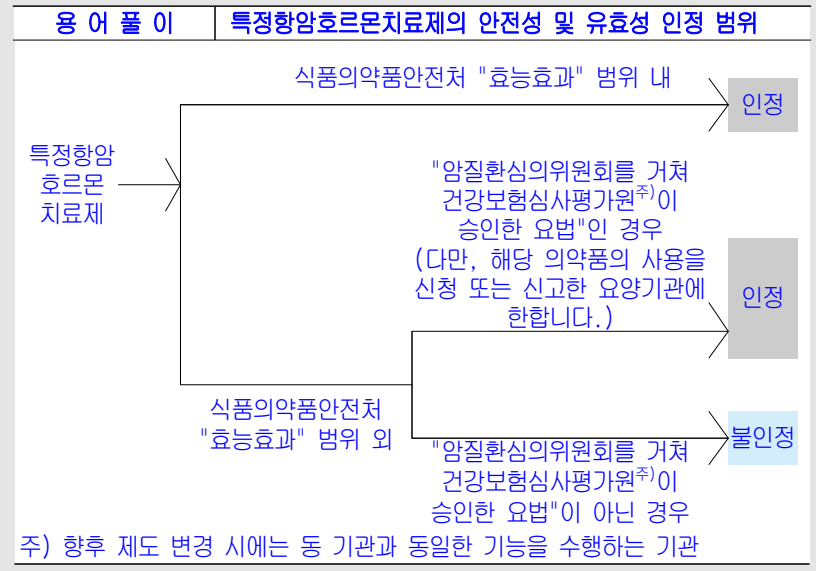 용 어 풀 이
특정항암호르몬치료제의 안전성 및 유효성 인정 범위
식품의약품안전처 "효능효과" 범위 내
인정
특정항암
호르몬
치료제
"암질환심의위원회를 거쳐
건강보험심사평가원주)이
승인한 요법"인 경우
(다만, 해당 의약품의 사용을
신청 또는 신고한 요양기관에
한합니다.)
인정
식품의약품안전처
"효능효과" 범위 외
"암질환심의위원회를 거쳐
건강보험심사평가원주)이
승인한 요법"이 아닌 경우
불인정
주) 향후 제도 변경 시에는 동 기관과 동일한 기능을 수행하는 기관